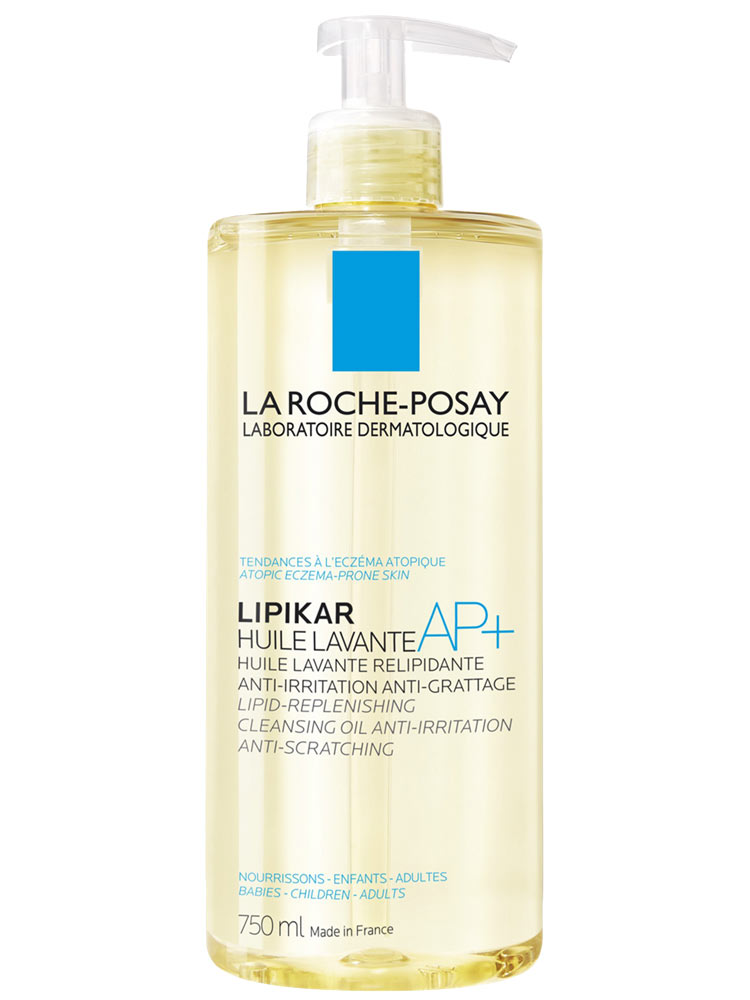 LA ROCHE-POSAY
LABORATOIRE DERMATOLOGIQUE
TENDANCES À L'ECZÉMA ATOPIQUE
ATOPIC ECZEMA-PRONE SKIN
LIPIKAR
HUILE LAVANTE AP+
HUILE LAVANTE RELIPIDANTE
ANTI-IRRITATION ANTI-GRATTAGE
LIPID-REPLENISHING
CLEANSING OIL ANTI-IRRITATION
ANTI-SCRATCHING
NOURRISSONS - ENFANTS - ADULTES
BABIES - CHILDREN - ADULTS
750 ml Made in France